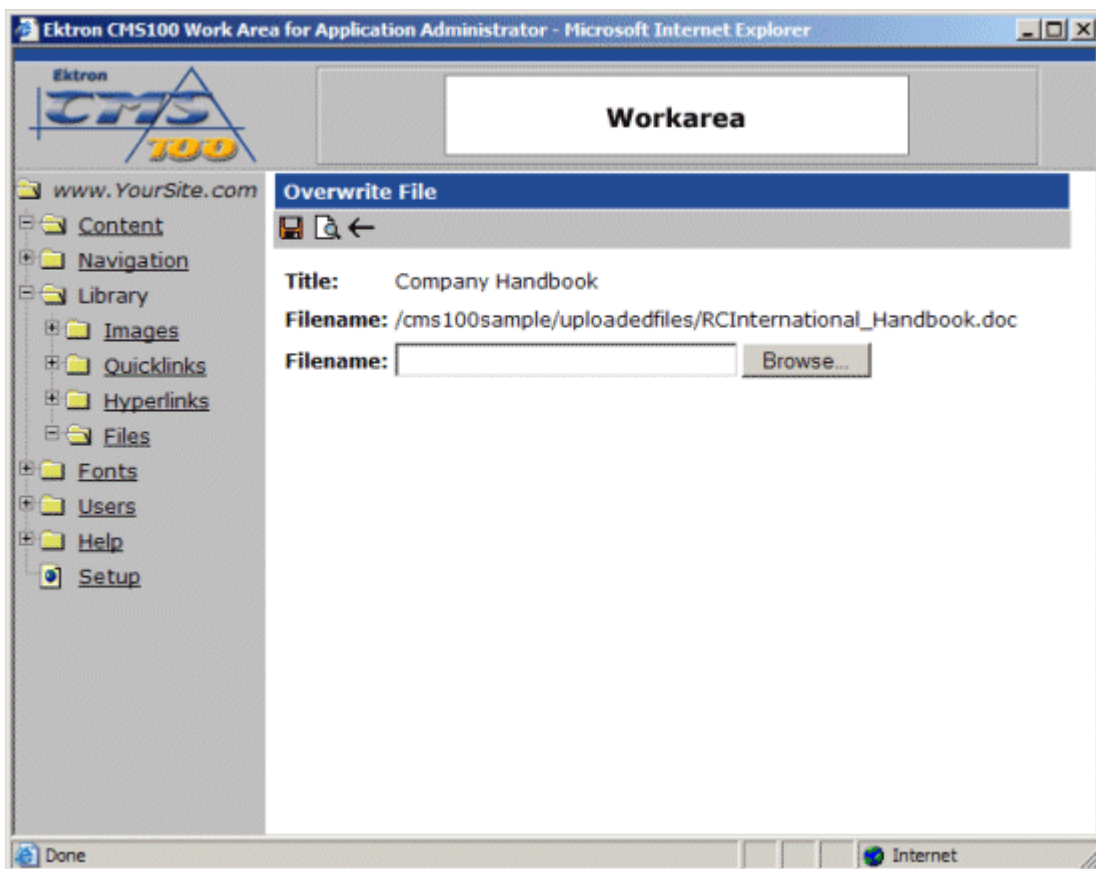 Ektron CMS100 Work Area for Application Administrator - Microsoft Internet Explorer
Ektron
CMS
100
Workarea
www.YourSite.com
Content
Navigation
Library
Images
Quicklinks
Hyperlinks
Files
Fonts
Users
Help
Setup
Overwrite File
Title: Company Handbook
Filename: /cms100sample/uploadedfiles/RCInternational_Handbook.doc
Filename: Browse...
Done
Internet